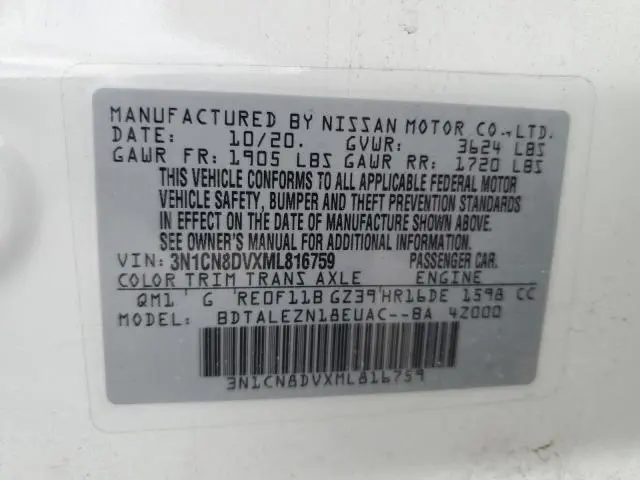 MANUFACTURED BY NISSAN MOTOR CO.,LTD.
DATE: 10/20. GVWR: 3624 LBS
GAWR FR: 1905 LBS GAWR RR: 1720 LBS
THIS VEHICLE CONFORMS TO ALL APPLICABLE FEDERAL MOTOR
VEHICLE SAFETY, BUMPER AND THEFT PREVENTION STANDARDS
IN EFFECT ON THE DATE OF MANUFACTURE SHOWN ABOVE.
SEE OWNER'S MANUAL FOR ADDITIONAL INFORMATION.
VIN: 3N1CN8DVXML816759 PASSENGER CAR.
COLOR TRIM TRANS AXLE ENGINE
QM1 G RE0F11B GZ39 HR16DE 1598 CC
MODEL: BDTALEZN18EUAC--BA 4Z000
3N1CN8DVXML816759